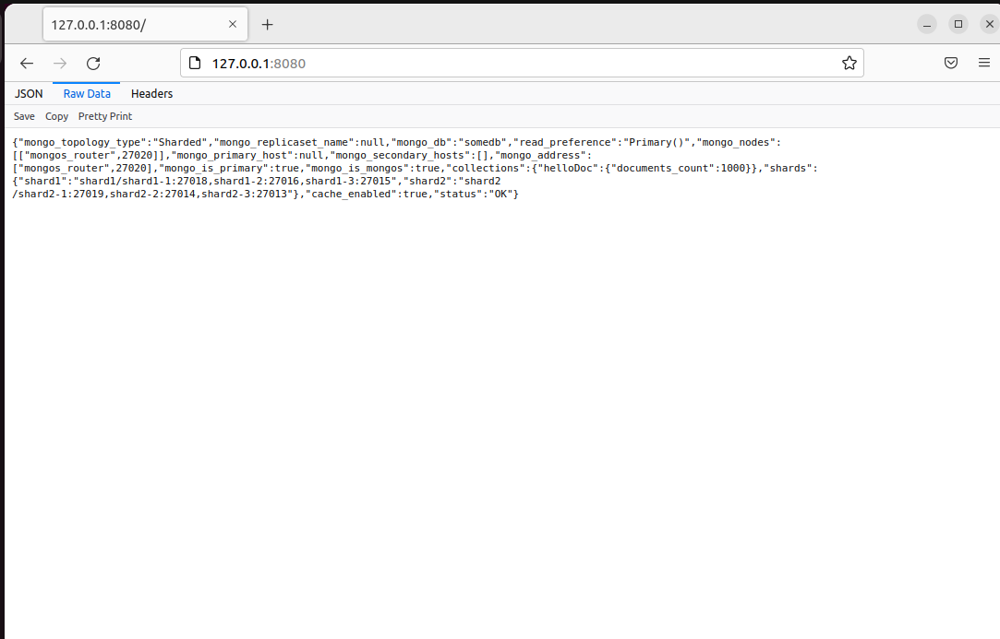 127.0.0.1:8080/
127.0.0.1:8080
JSON Raw Data Headers
Save Copy Pretty Print
{"mongo_topology_type":"Sharded","mongo_replicaset_name":null,"mongo_db":"somedb","read_preference":"Primary()","mongo_nodes":
[["mongos_router",27020]],"mongo_primary_host":null,"mongo_secondary_hosts":[],"mongo_address":
["mongos_router",27020],"mongo_is_primary":true,"mongo_is_mongos":true,"collections":{"helloDoc":{"documents_count":1000}},"shards":
{"shard1":"shard1/shard1-1:27018,shard1-2:27016,shard1-3:27015","shard2":"shard2
/shard2-1:27019,shard2-2:27014,shard2-3:27013"},"cache_enabled":true,"status":"OK"}